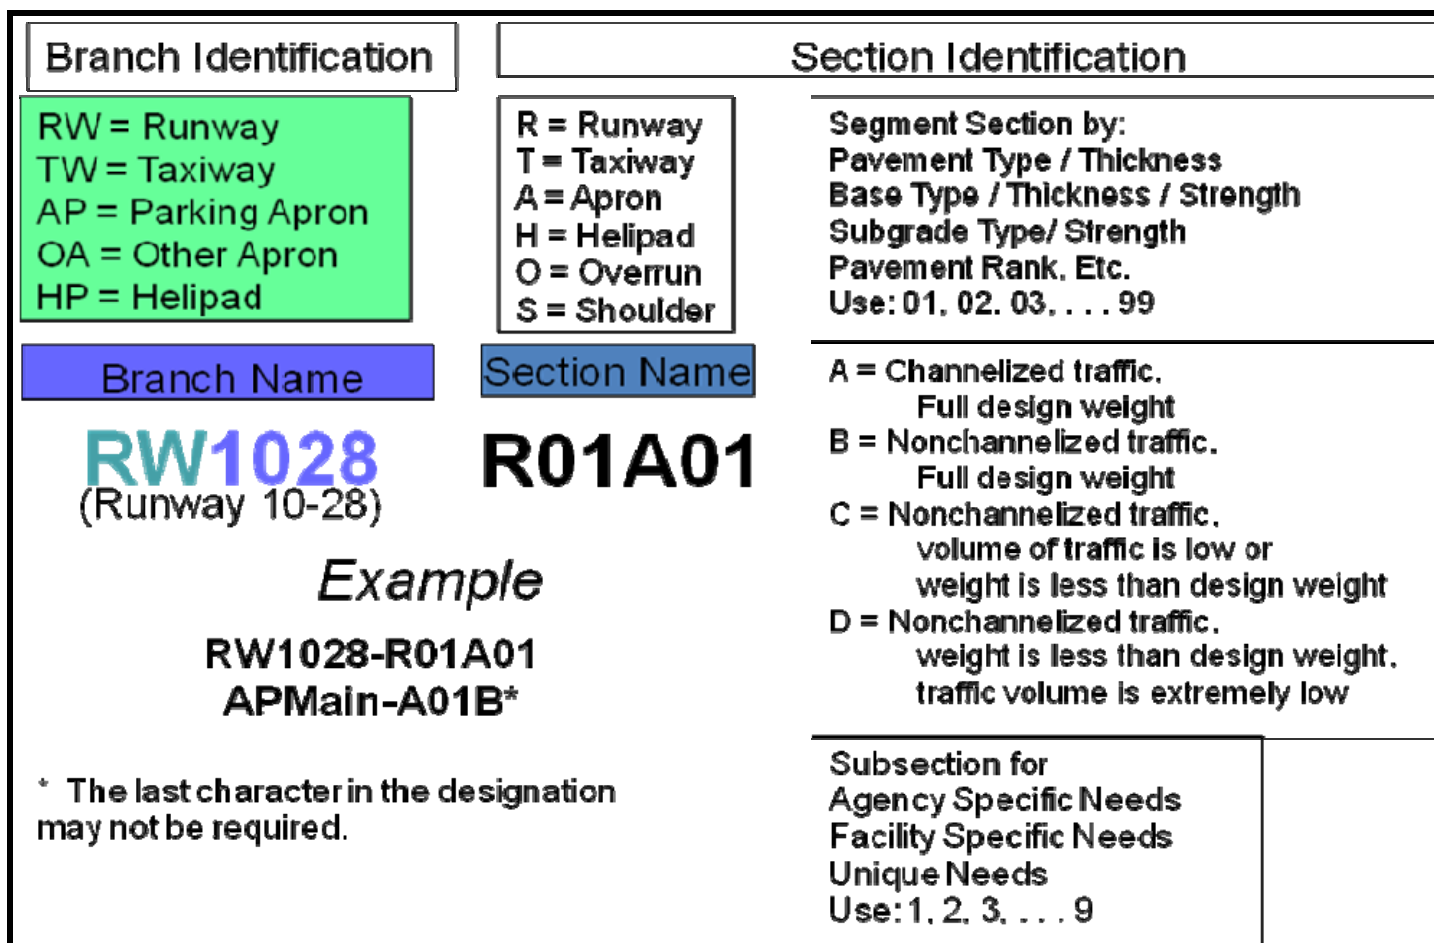 Branch Identification
Section Identification
RW = Runway
TW = Taxiway
AP = Parking Apron
OA = Other Apron
HP = Helipad
R = Runway
T = Taxiway
A = Apron
H = Helipad
O = Overrun
S = Shoulder
Segment Section by:
Pavement Type / Thickness
Base Type / Thickness / Strength
Subgrade Type/ Strength
Pavement Rank, Etc.
Use: 01, 02. 03, . . . 99
Branch Name
Section Name
RW1028
(Runway 10-28)
R01A01
Example
RW1028-R01A01
APMain-A01B*
* The last character in the designation
may not be required.
A = Channelized traffic,
Full design weight
B = Nonchannelized traffic,
Full design weight
C = Nonchannelized traffic,
volume of traffic is low or
weight is less than design weight
D = Nonchannelized traffic,
weight is less than design weight,
traffic volume is extremely low
Subsection for
Agency Specific Needs
Facility Specific Needs
Unique Needs
Use: 1, 2, 3, . . . 9